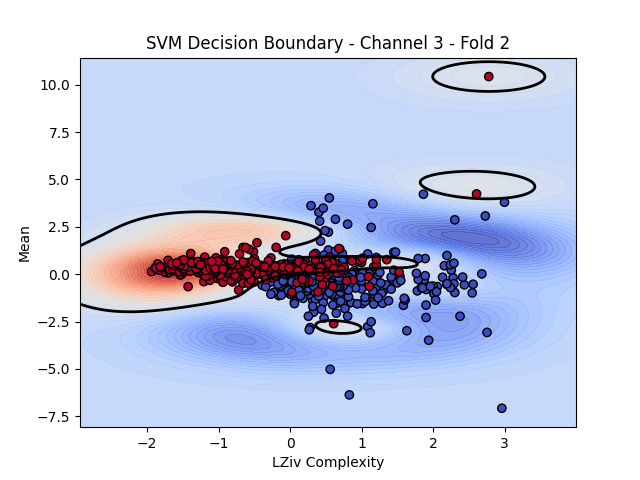 SVM Decision Boundary - Channel 3 - Fold 2
10.0
7.5
5.0
2.5
0.0
−2.5
−5.0
−7.5
Mean
−2 −1 0 1 2 3
LZiv Complexity